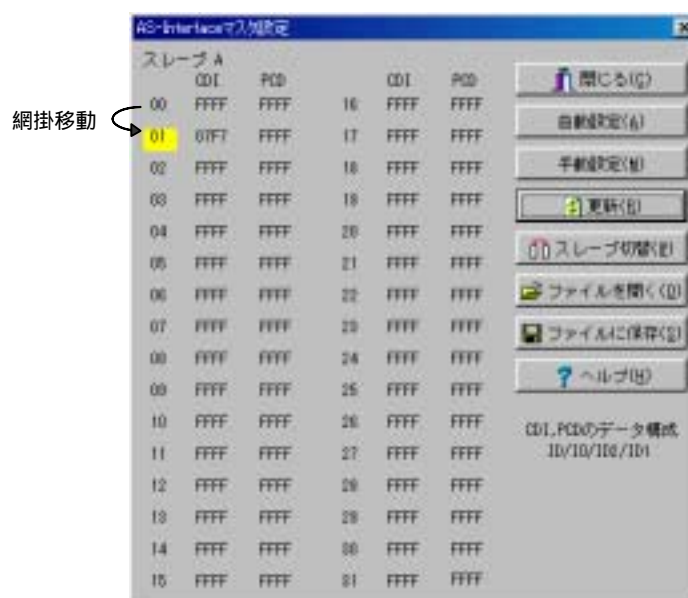 AS-Interfaceマスタ設定
スレーブ A
CDI PCD CDI PCD
00 FFFF FFFF 16 FFFF FFFF
01 07F7 FFFF 17 FFFF FFFF
02 FFFF FFFF 18 FFFF FFFF
03 FFFF FFFF 19 FFFF FFFF
04 FFFF FFFF 20 FFFF FFFF
05 FFFF FFFF 21 FFFF FFFF
06 FFFF FFFF 22 FFFF FFFF
07 FFFF FFFF 23 FFFF FFFF
08 FFFF FFFF 24 FFFF FFFF
09 FFFF FFFF 25 FFFF FFFF
10 FFFF FFFF 26 FFFF FFFF
11 FFFF FFFF 27 FFFF FFFF
12 FFFF FFFF 28 FFFF FFFF
13 FFFF FFFF 29 FFFF FFFF
14 FFFF FFFF 30 FFFF FFFF
15 FFFF FFFF 31 FFFF FFFF
網掛移動
閉じる(C)
自動設定(A)
手動設定(M)
更新(R)
スレーブ切替(E)
ファイルを開く(O)
ファイルに保存(S)
ヘルプ(H)
CDI,PCDのデータ構成
ID/IO/ID2/ID1